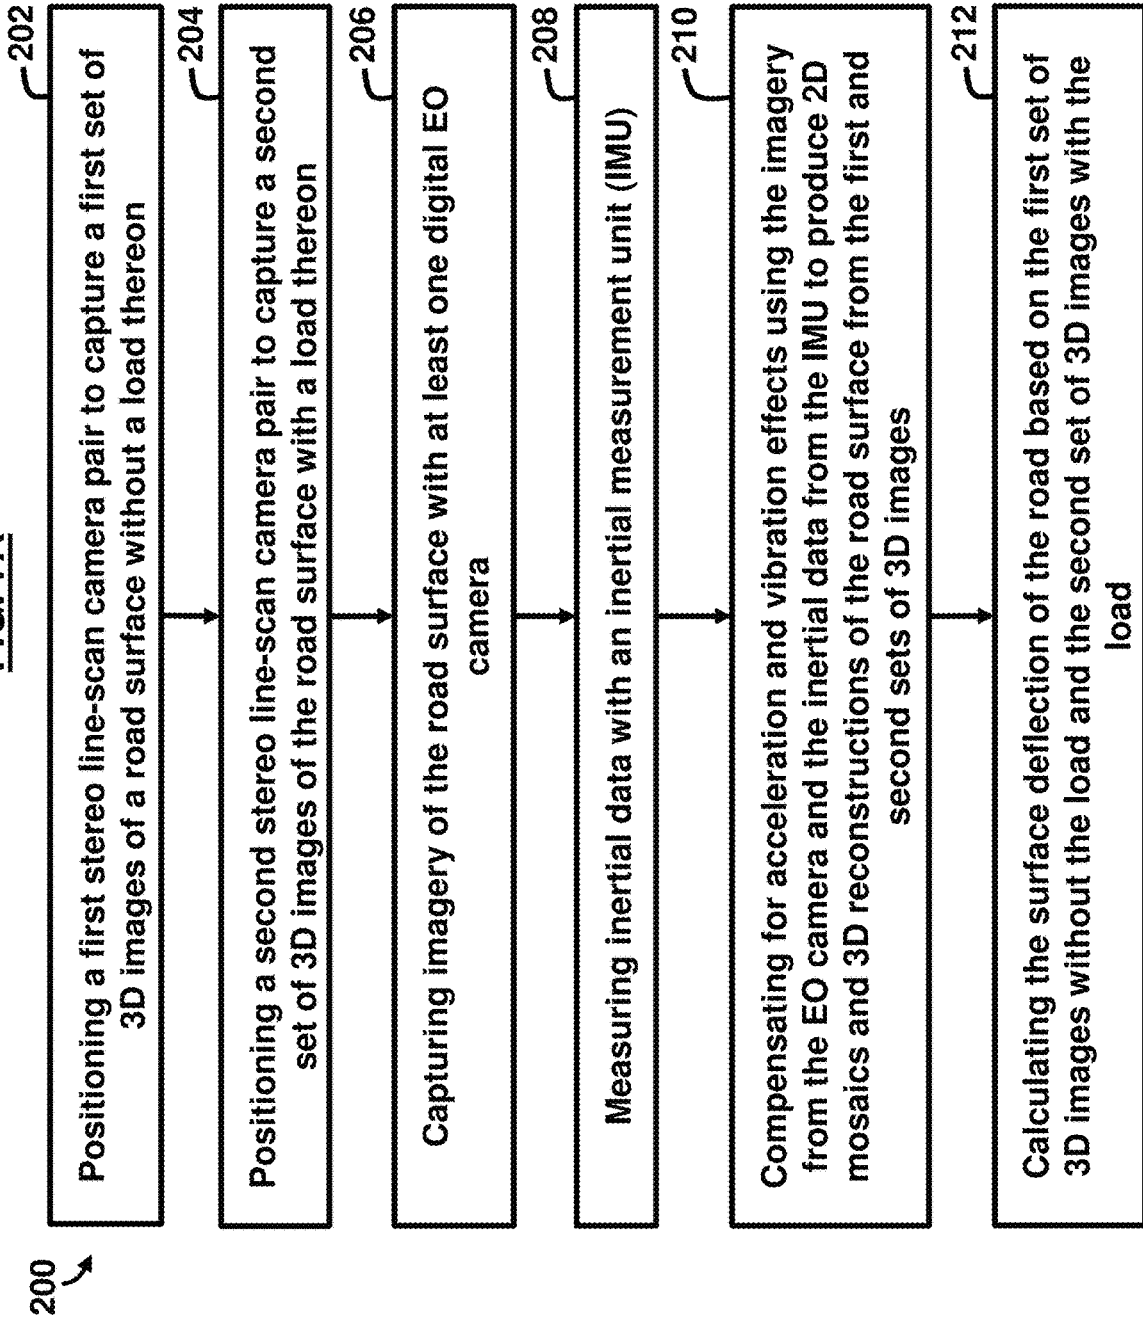 200
202
Positioning a first stereo line-scan camera pair to capture a first set of
3D images of a road surface without a load thereon
204
Positioning a second stereo line-scan camera pair to capture a second
set of 3D images of the road surface with a load thereon
206
Capturing imagery of the road surface with at least one digital EO
camera
208
Measuring inertial data with an inertial measurement unit (IMU)
210
Compensating for acceleration and vibration effects using the imagery
from the EO camera and the inertial data from the IMU to produce 2D
mosaics and 3D reconstructions of the road surface from the first and
second sets of 3D images
212
Calculating the surface deflection of the road based on the first set of
3D images without the load and the second set of 3D images with the
load